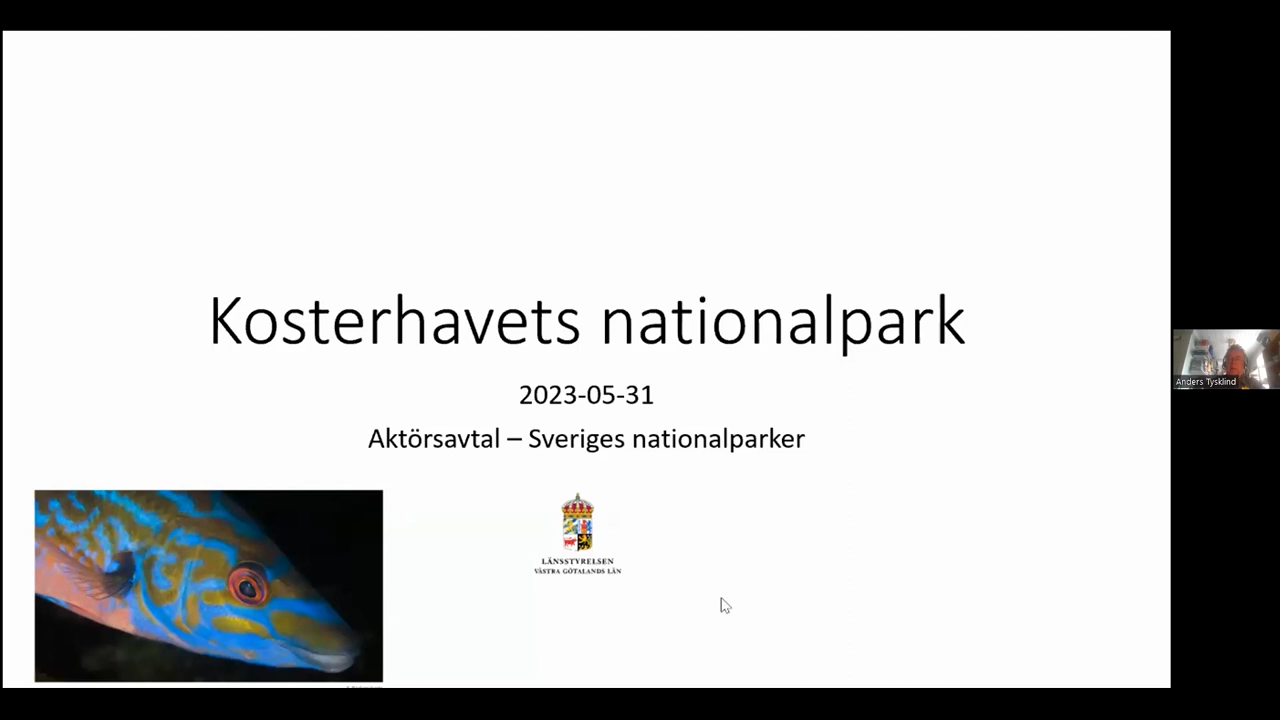 Kosterhavets nationalpark
2023-05-31
Aktörsavtal – Sveriges nationalparker
LÄNSSTYRELSEN
VÄSTRA GÖTALANDS LÄN
Anders Tysklind